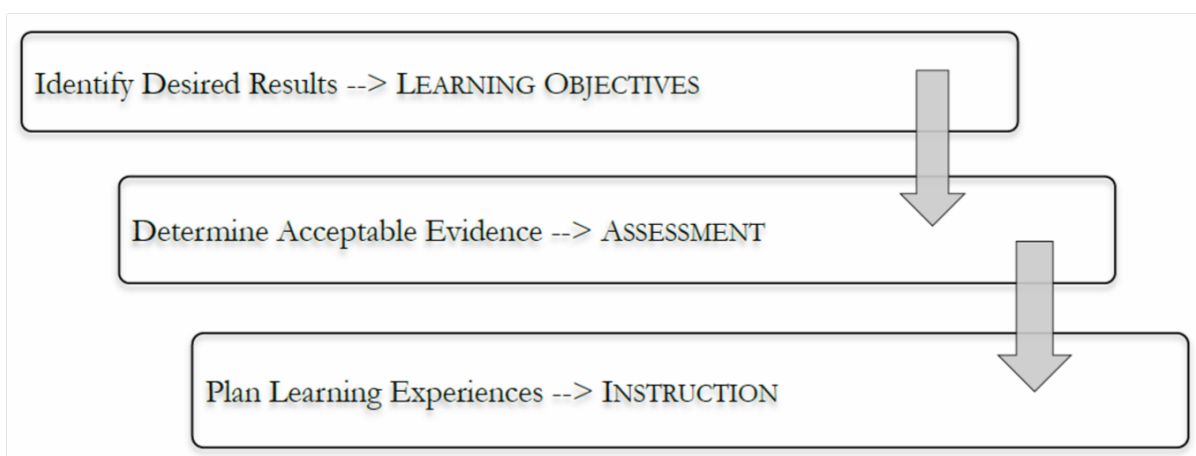 Identify Desired Results --> LEARNING OBJECTIVES
Determine Acceptable Evidence --> ASSESSMENT
Plan Learning Experiences --> INSTRUCTION